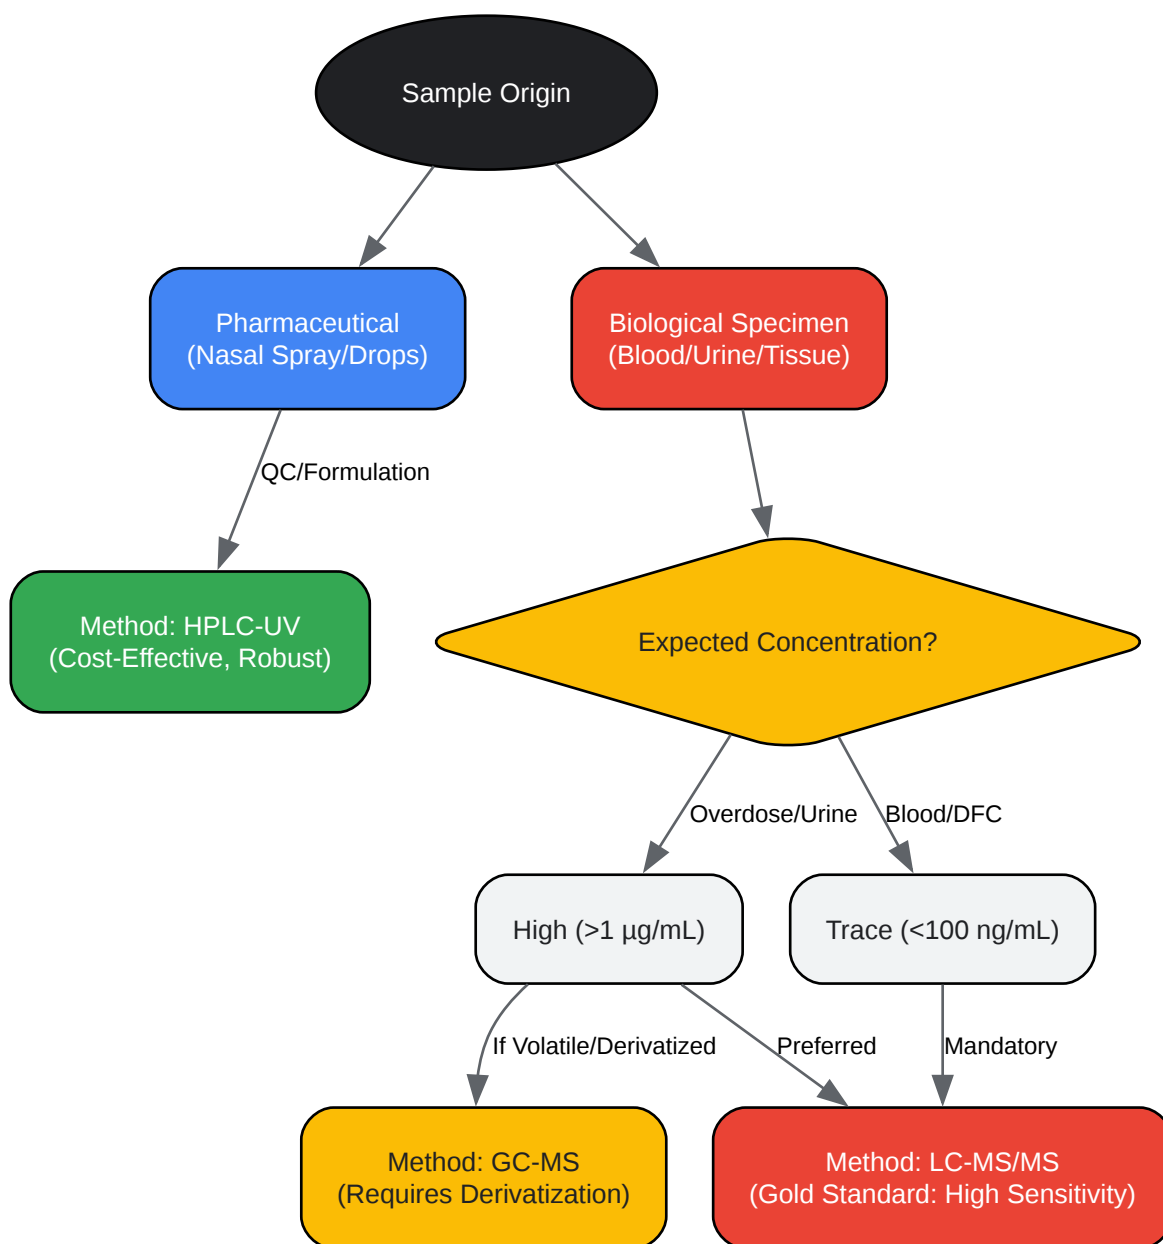 Sample Origin
Pharmaceutical
(Nasal Spray/Drops)
Biological Specimen
(Blood/Urine/Tissue)
QC/Formulation
Method: HPLC-UV
(Cost-Effective, Robust)
Expected Concentration?
Overdose/Urine
Blood/DFC
High (>1 µg/mL)
Trace (<100 ng/mL)
If Volatile/Derivatized
Preferred
Mandatory
Method: GC-MS
(Requires Derivatization)
Method: LC-MS/MS
(Gold Standard: High Sensitivity)